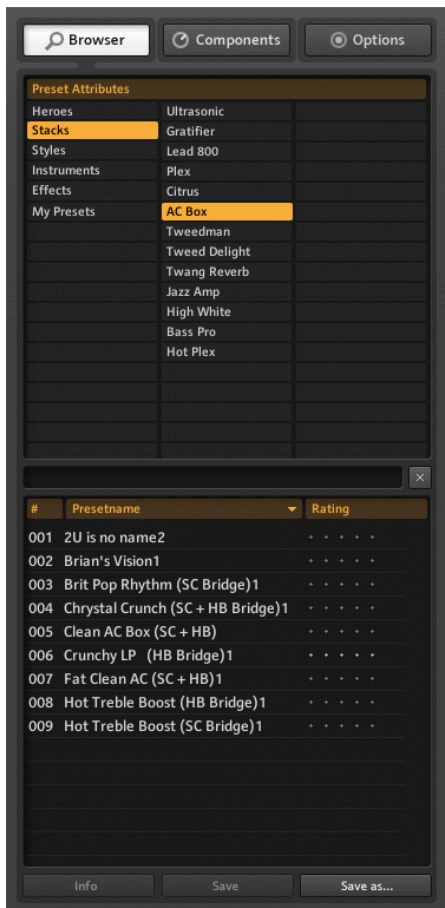 Browser Components Options
Preset Attributes
Heroes Ultrasonic
Stacks Gratifier
Styles Lead 800
Instruments Plex
Effects Citrus
My Presets AC Box
Tweedman
Tweed Delight
Twang Reverb
Jazz Amp
High White
Bass Pro
Hot Plex
# Presetname Rating
001 2U is no name2
002 Brian's Vision1
003 Brit Pop Rhythm (SC Bridge)1
004 Chrystal Crunch (SC + HB Bridge)1
005 Clean AC Box (SC + HB)
006 Crunchy LP (HB Bridge)1
007 Fat Clean AC (SC + HB)1
008 Hot Treble Boost (HB Bridge)1
009 Hot Treble Boost (SC Bridge)1
Info Save Save as...